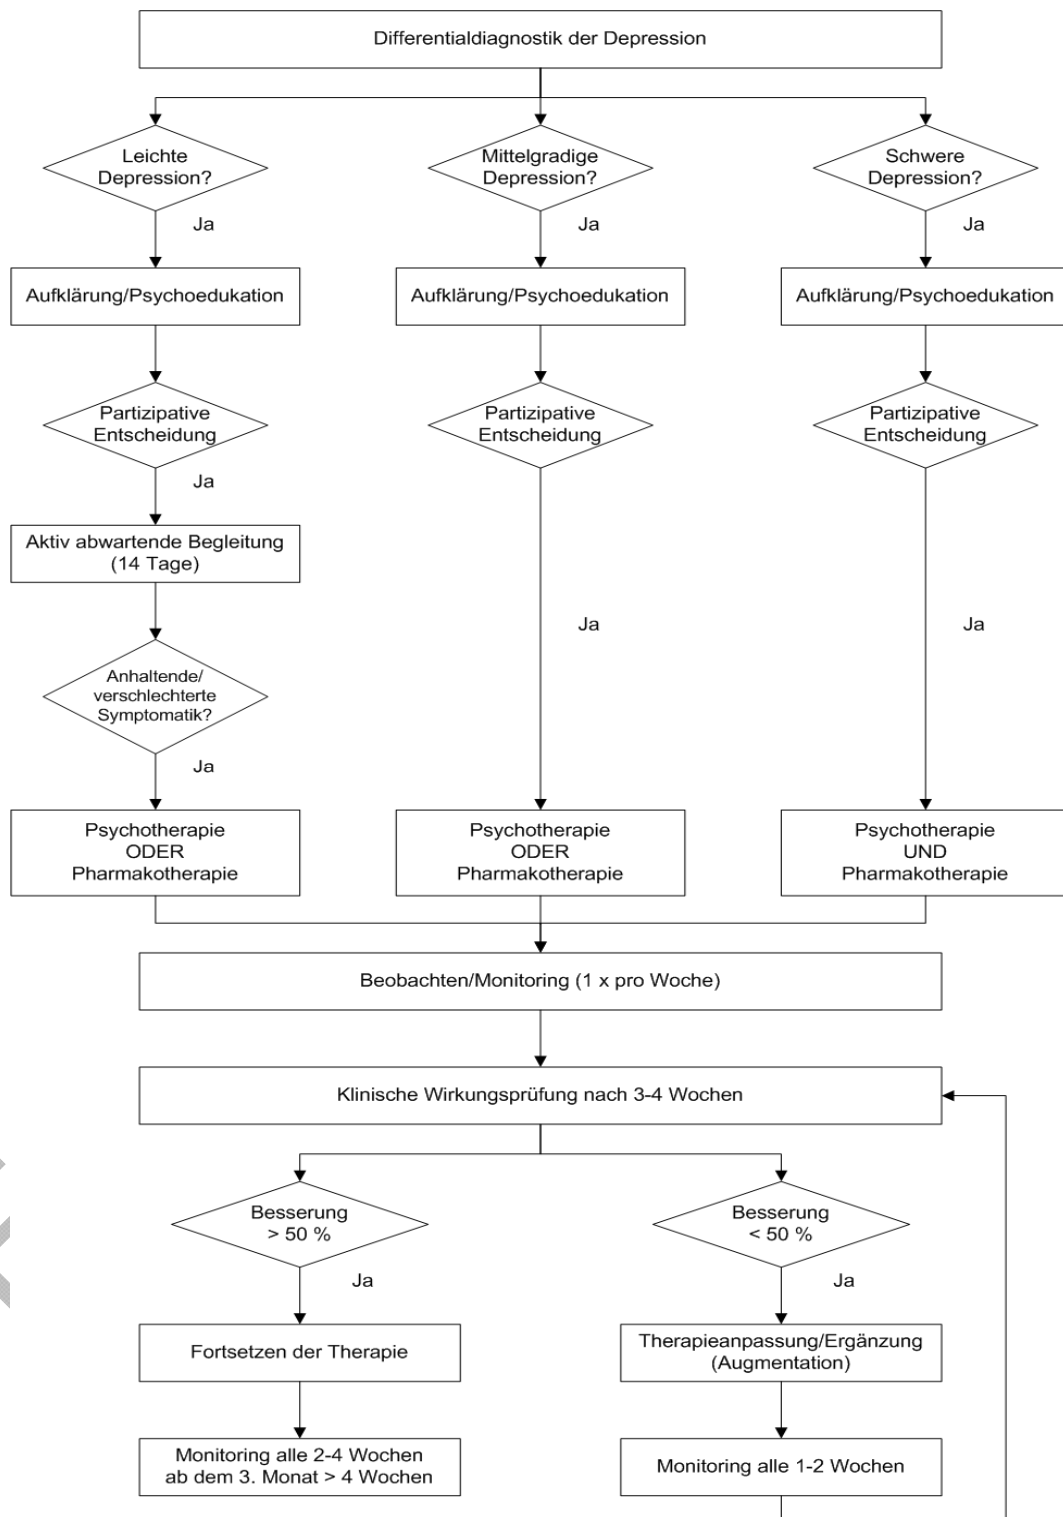 Differentialdiagnostik der Depression
Leichte
Depression?
Mittelgradige
Depression?
Schwere
Depression?
Ja
Ja
Ja
Aufklärung/Psychoedukation
Aufklärung/Psychoedukation
Aufklärung/Psychoedukation
Partizipative
Entscheidung
Partizipative
Entscheidung
Partizipative
Entscheidung
Ja
Aktiv abwartende Begleitung
(14 Tage)
Ja
Ja
Anhaltende/
verschlechterte
Symptomatik?
Ja
Psychotherapie
ODER
Pharmakotherapie
Psychotherapie
ODER
Pharmakotherapie
Psychotherapie
UND
Pharmakotherapie
Beobachten/Monitoring (1 x pro Woche)
Klinische Wirkungsprüfung nach 3-4 Wochen
Besserung
> 50 %
Besserung
< 50 %
Ja
Ja
Fortsetzen der Therapie
Therapieanpassung/Ergänzung
(Augmentation)
Monitoring alle 2-4 Wochen
ab dem 3. Monat > 4 Wochen
Monitoring alle 1-2 Wochen